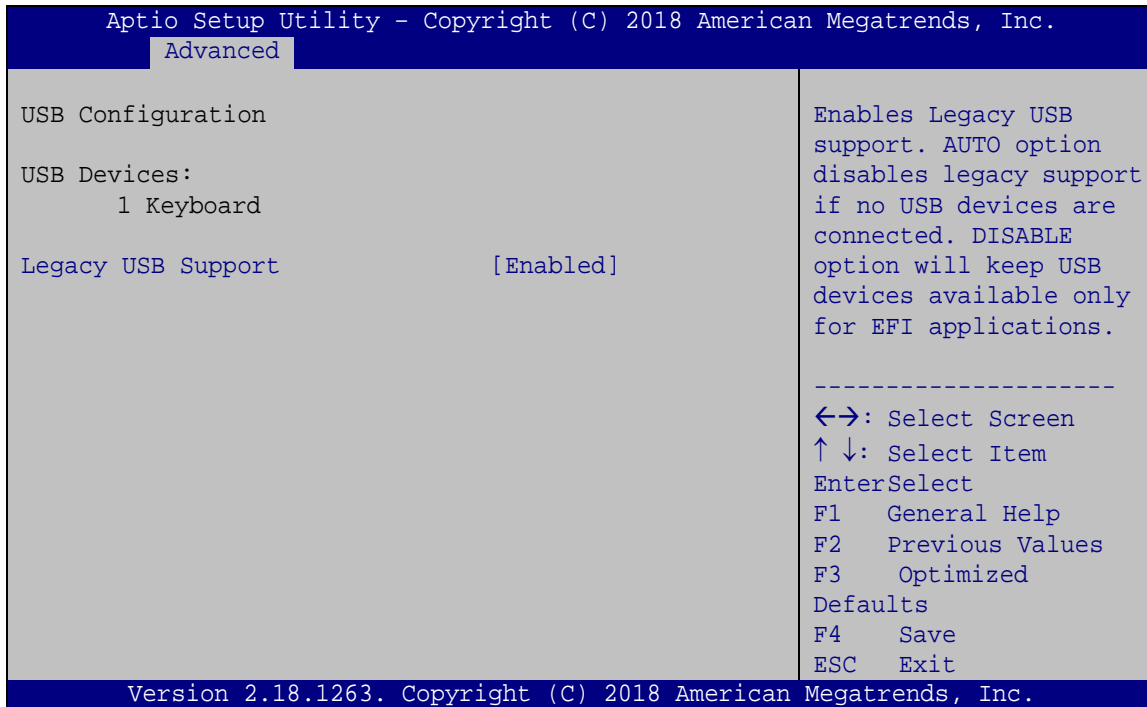 Aptio Setup Utility – Copyright (C) 2018 American Megatrends, Inc.
Advanced
USB Configuration
USB Devices:
1 Keyboard
Legacy USB Support [Enabled]
Enables Legacy USB
support. AUTO option
disables legacy support
if no USB devices are
connected. DISABLE
option will keep USB
devices available only
for EFI applications.
---------------------
←→: Select Screen
↑ ↓: Select Item
EnterSelect
F1 General Help
F2 Previous Values
F3 Optimized
Defaults
F4 Save
ESC Exit
Version 2.18.1263. Copyright (C) 2018 American Megatrends, Inc.